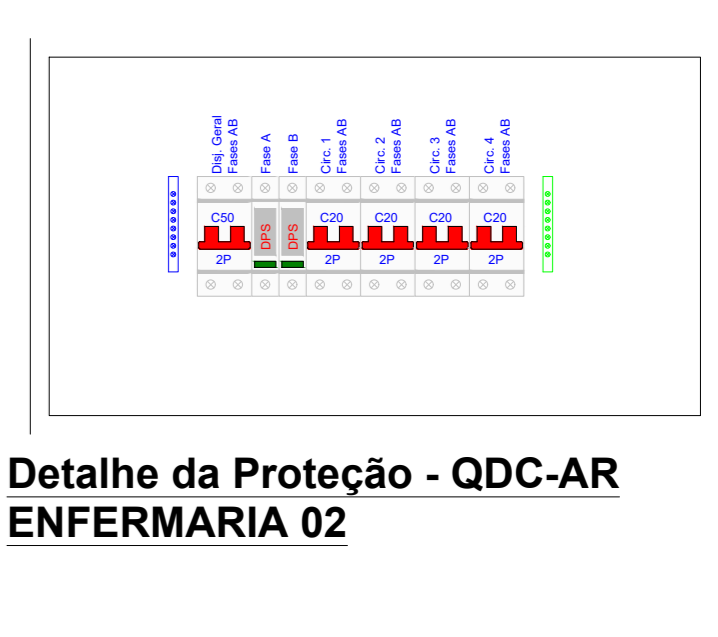 Disj. Geral
Fases AB
Fase A
Fase B
Circ. 1
Fases AB
Circ. 2
Fases AB
Circ. 3
Fases AB
Circ. 4
Fases AB
C50
DPS
DPS
C20
C20
C20
C20
2P
2P
2P
2P
2P
Detalhe da Proteção - QDC-AR
ENFERMARIA 02